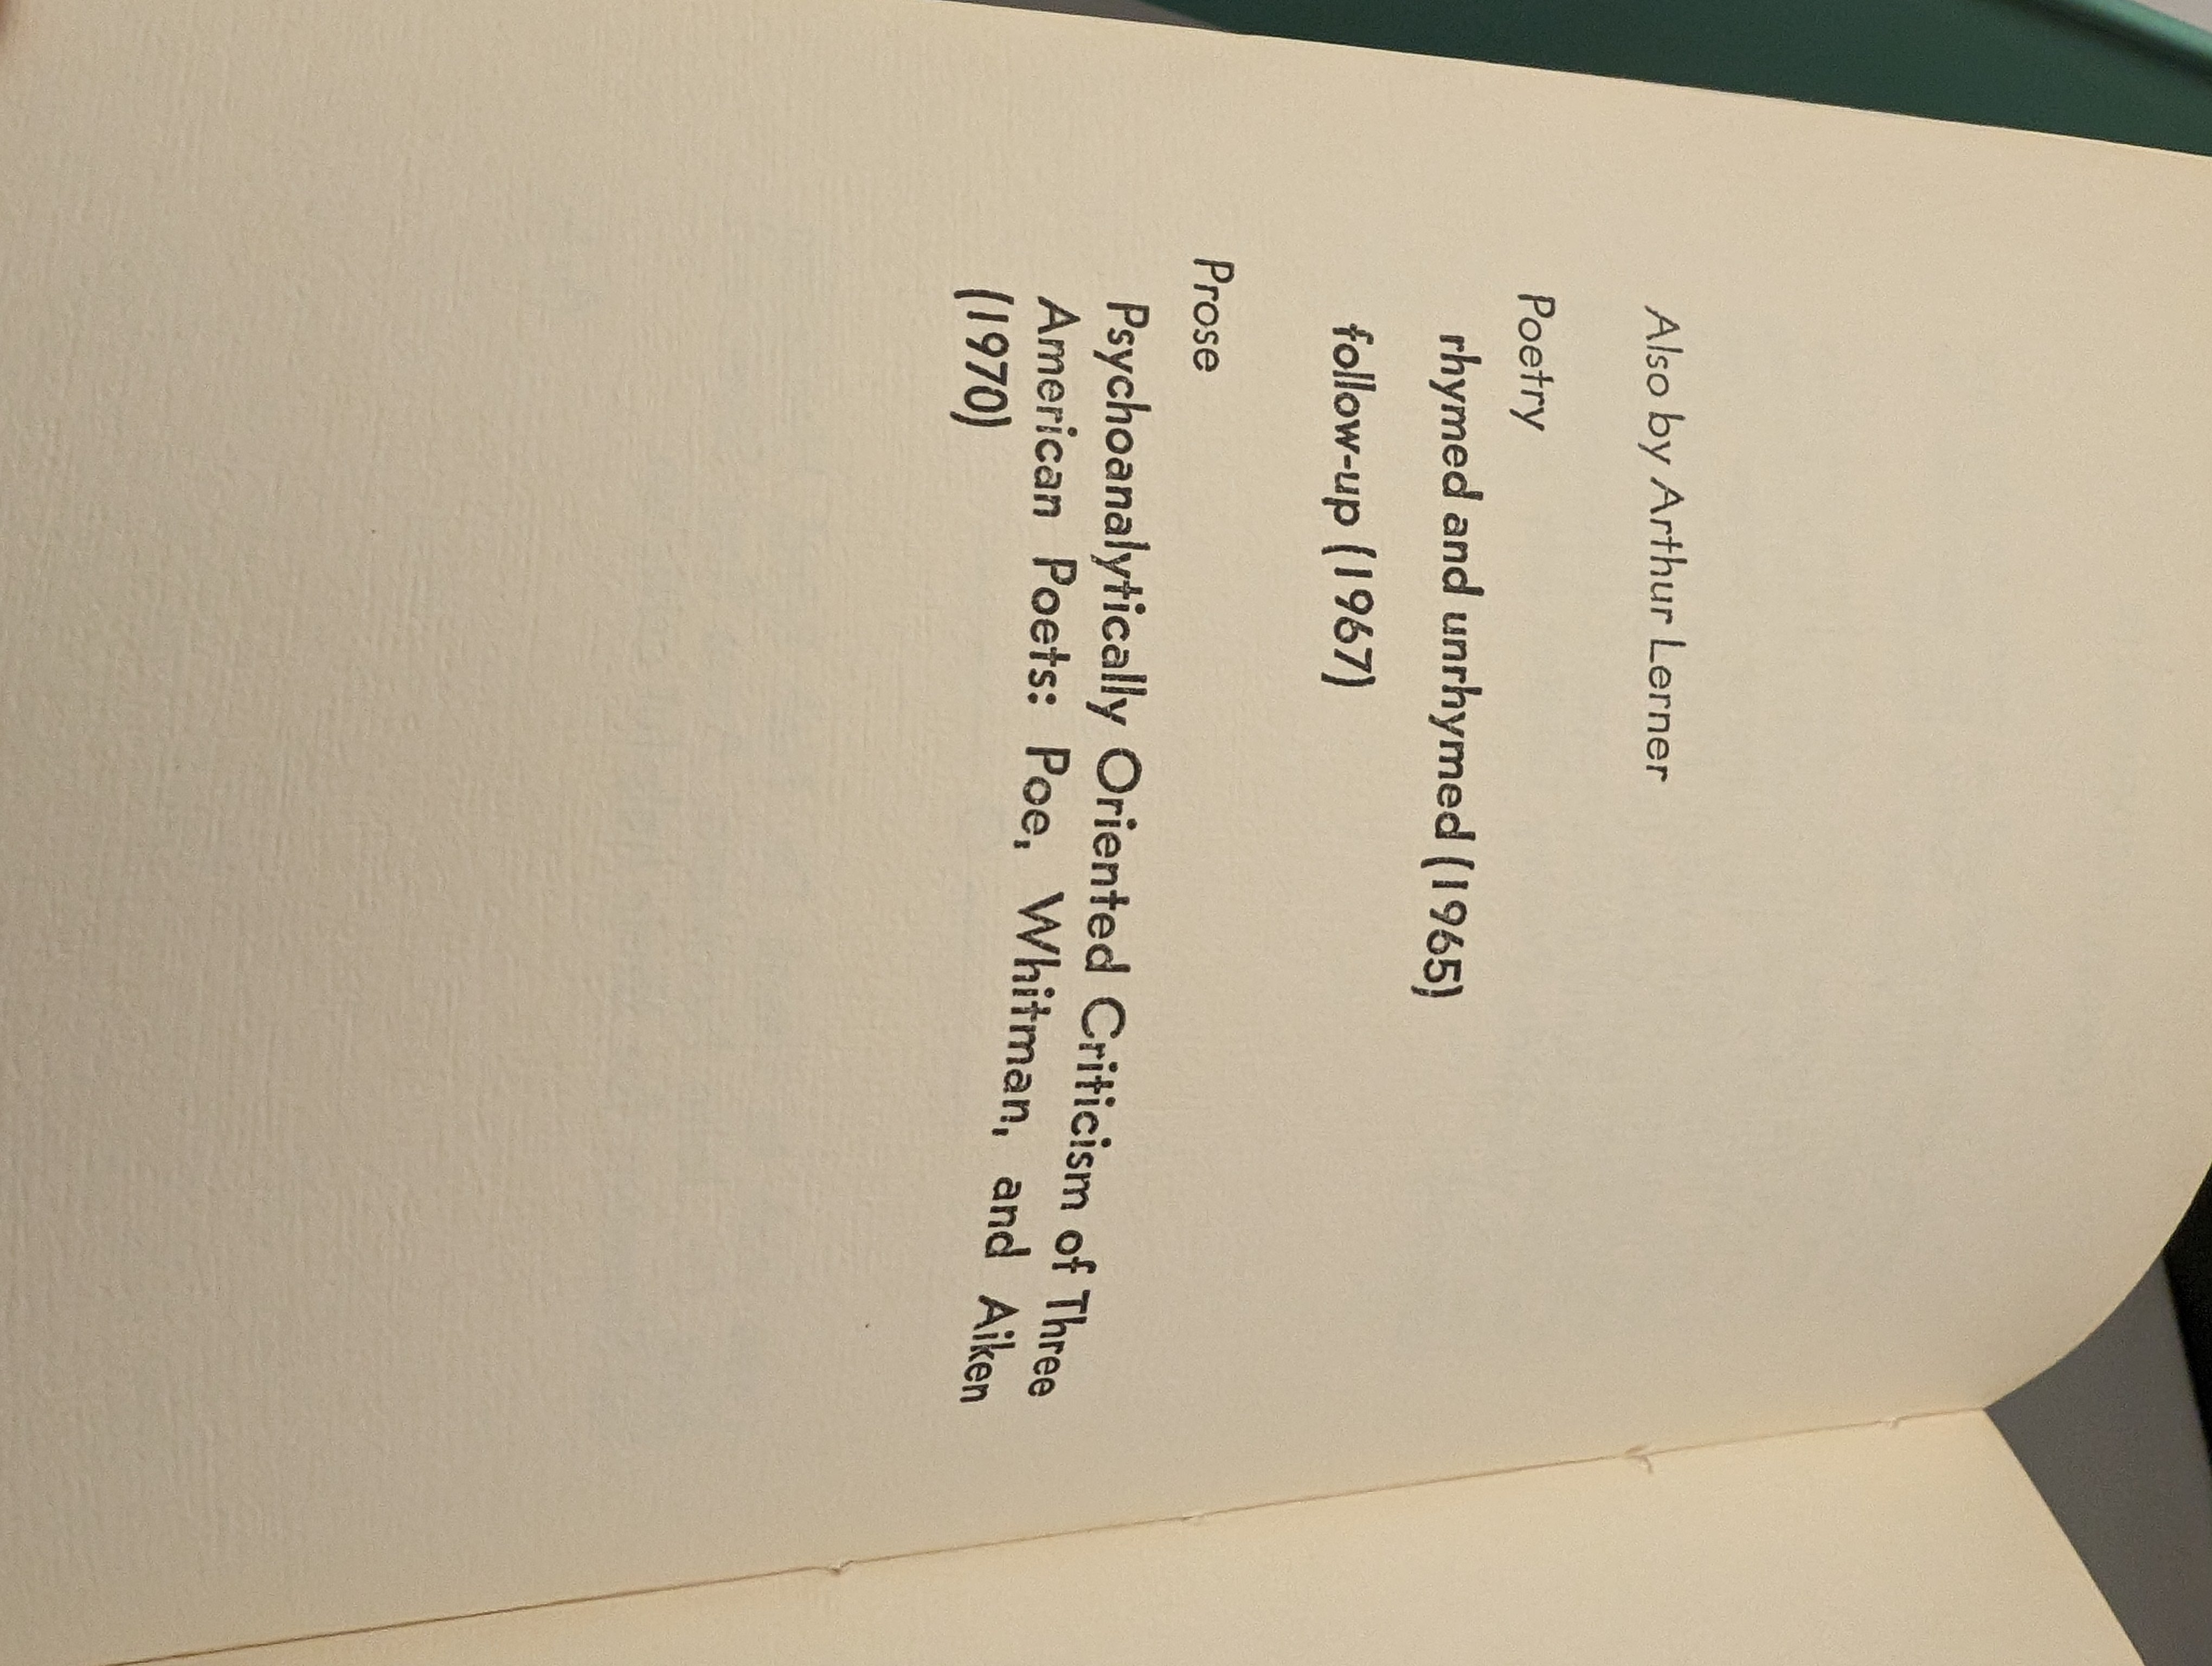 Also by Arthur Lerner
Poetry
rhymed and unrhymed (1965)
follow-up (1967)
Prose
Psychoanalytically Oriented Criticism of Three
American Poets: Poe, Whitman, and Aiken
(1970)